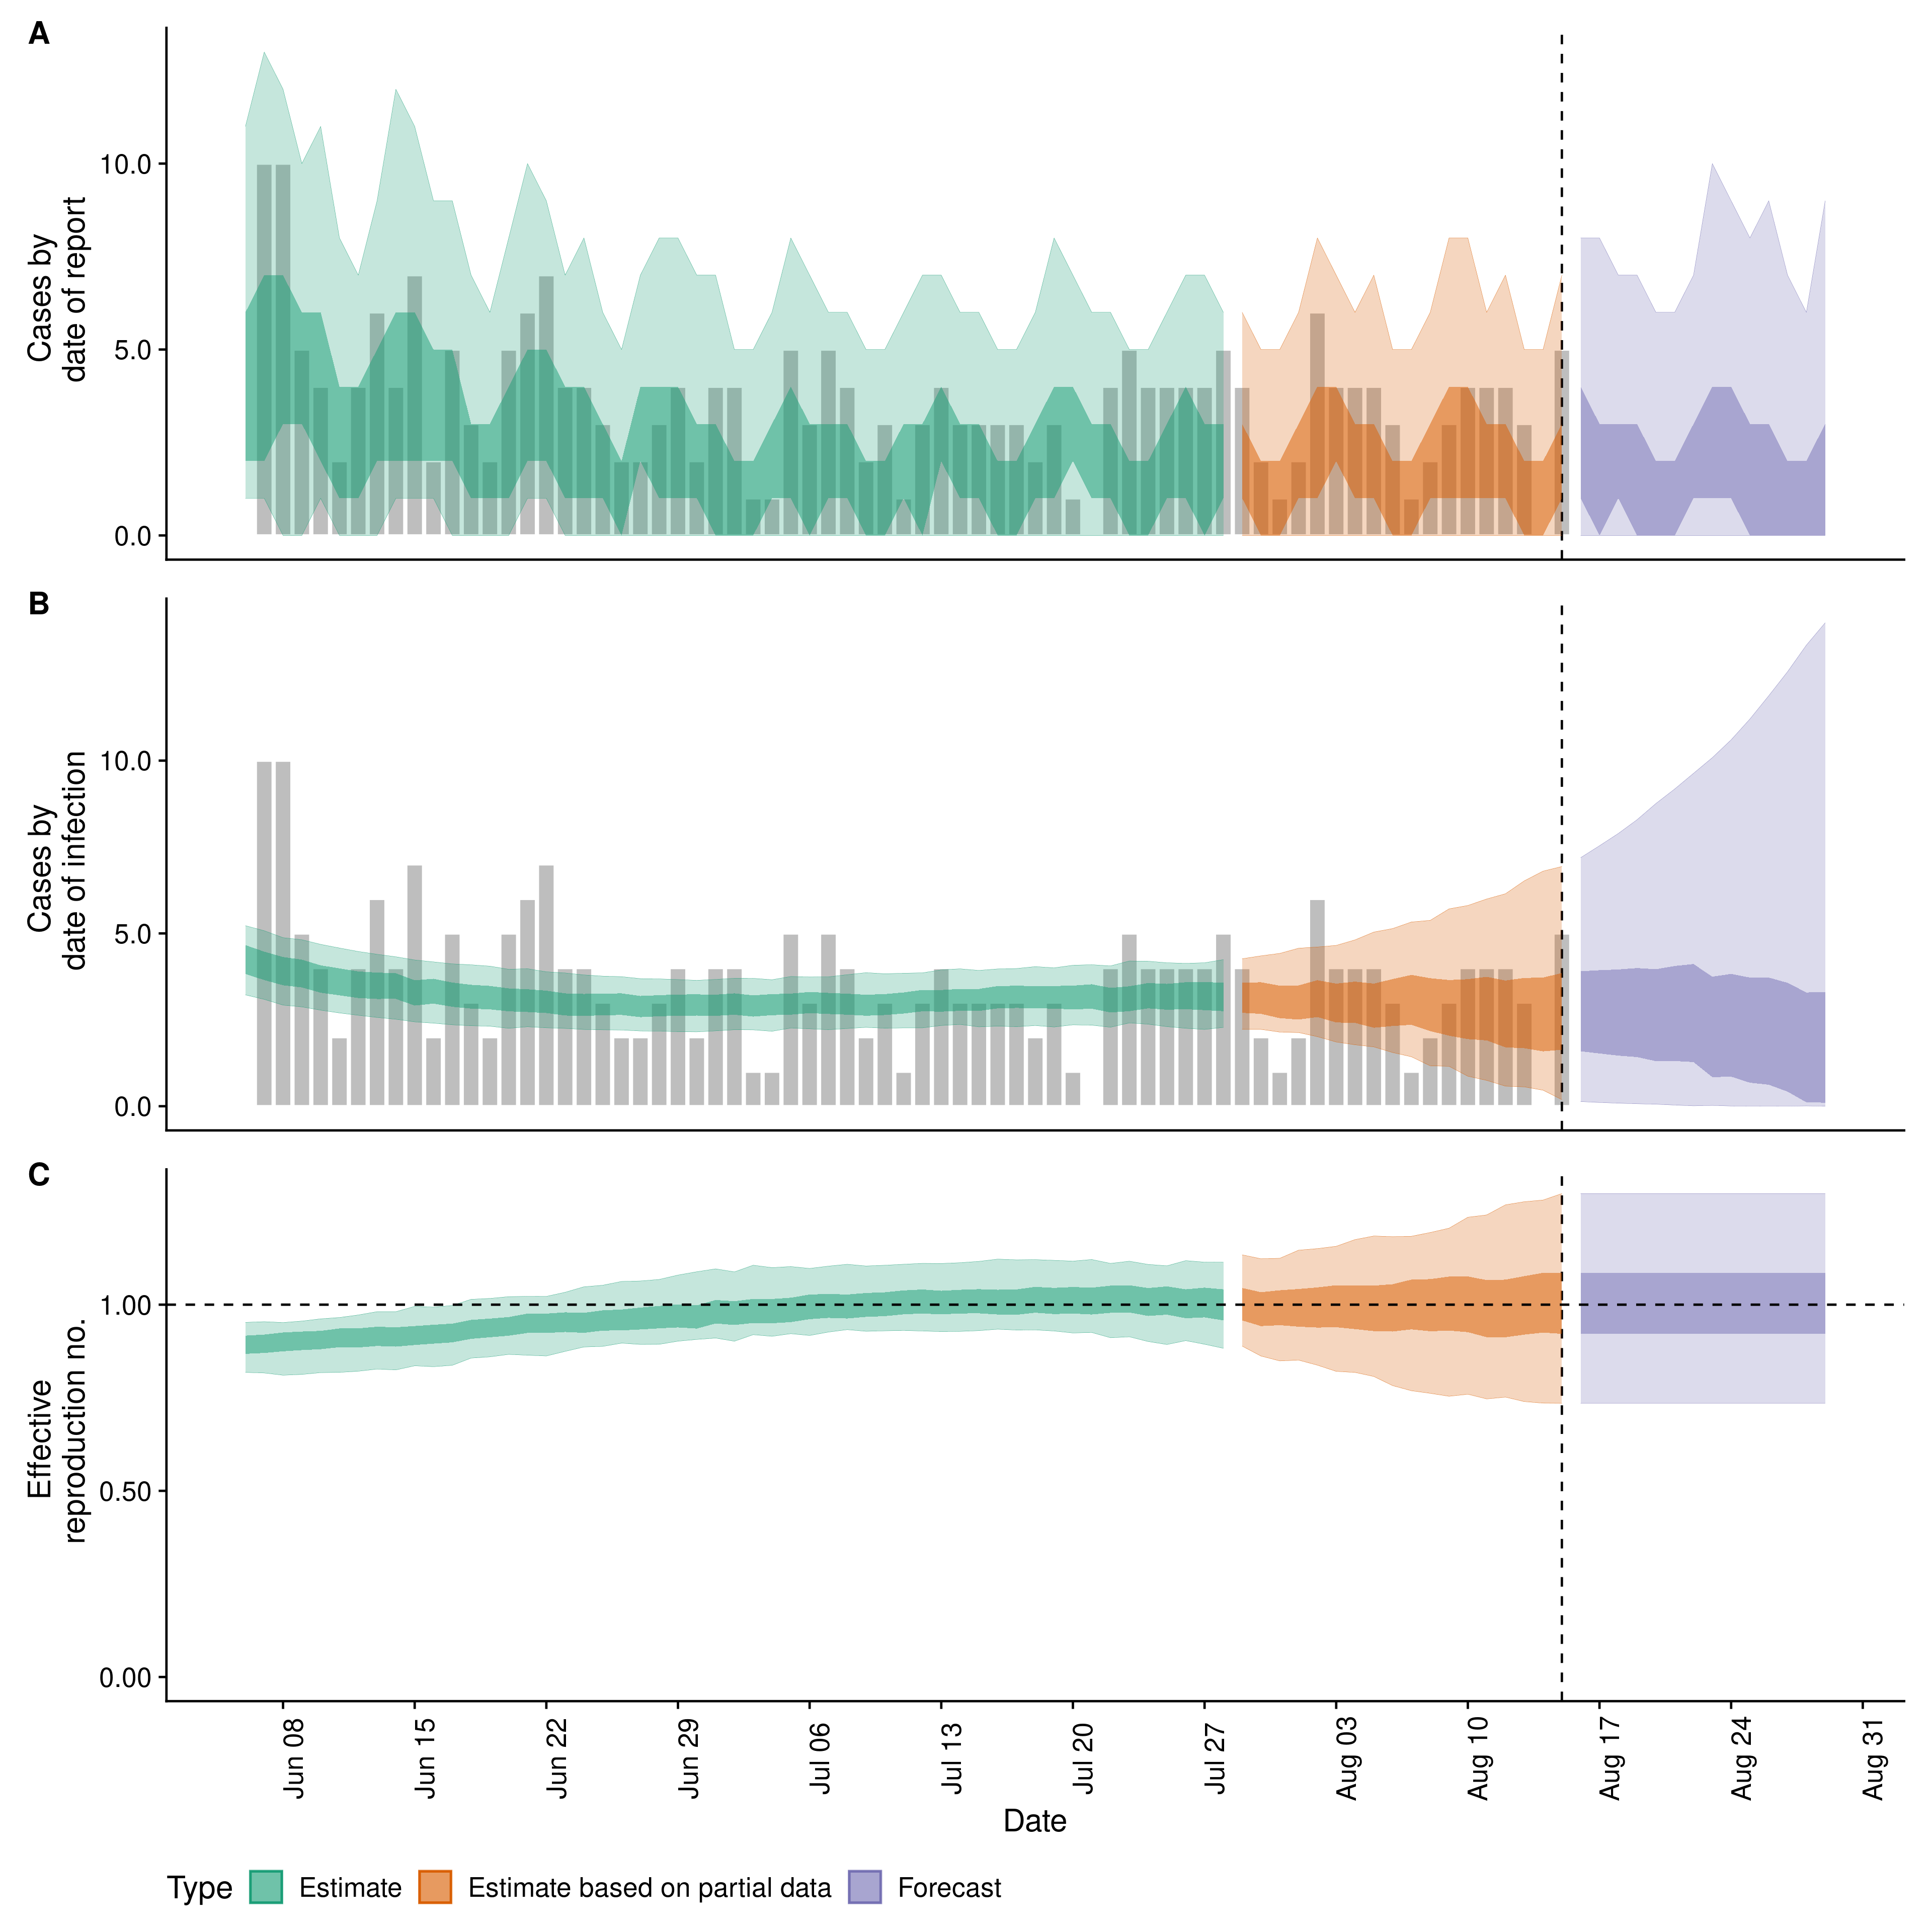 A
Cases by
date of report
10.0
5.0
0.0
B
Cases by
date of infection
10.0
5.0
0.0
C
Effective
reproduction no.
1.00
0.50
0.00
Jun 08
Jun 15
Jun 22
Jun 29
Jul 06
Jul 13
Jul 20
Jul 27
Aug 03
Aug 10
Aug 17
Aug 24
Aug 31
Date
Type Estimate Estimate based on partial data Forecast